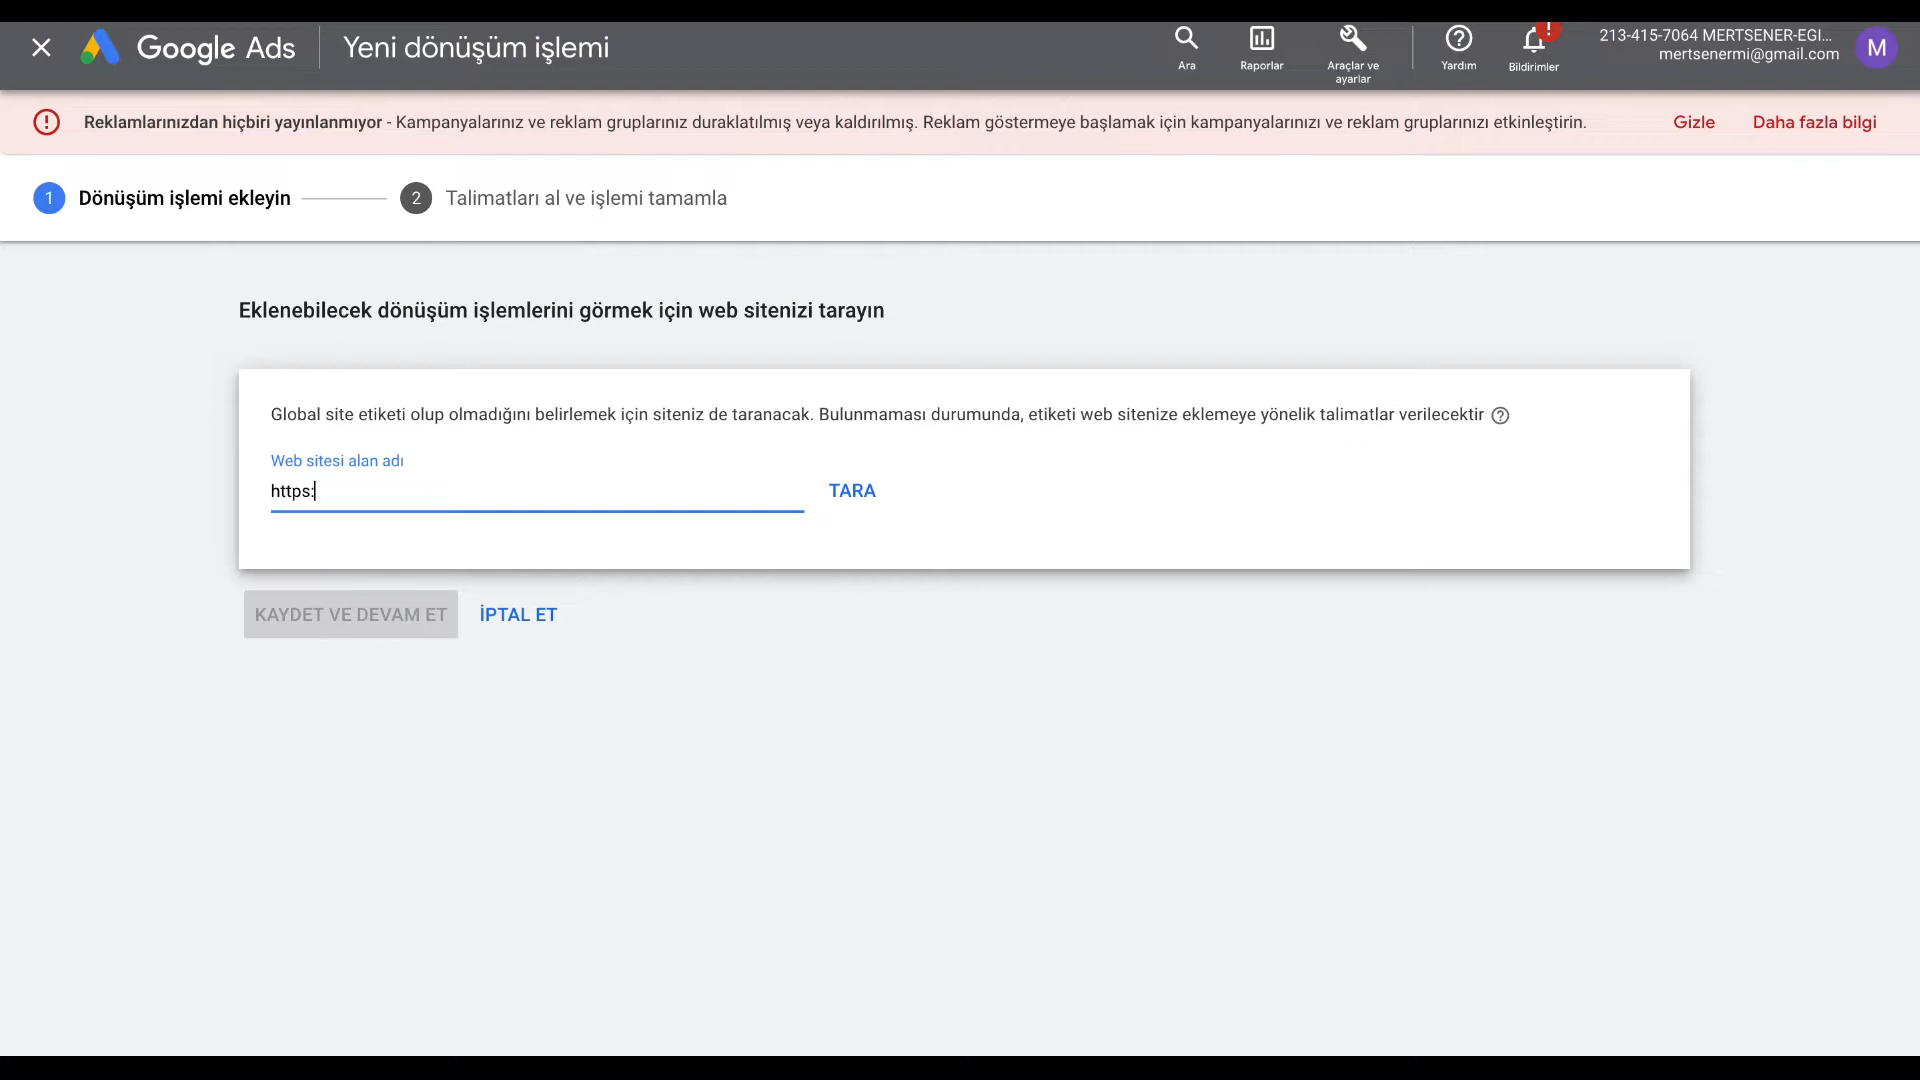 Google Ads
Yeni dönüşüm işlemi
Ara
Raporlar
Araçlar ve
ayarlar
Yardım
!
Bildirimler
213-415-7064 MERTSENER-EGI...
mertsenermi@gmail.com
M
Reklamlarınızdan hiçbiri yayınlanmıyor - Kampanyalarınız ve reklam gruplarınız duraklatılmış veya kaldırılmış. Reklam göstermeye başlamak için kampanyalarınızı ve reklam gruplarınızı etkinleştirin.
Gizle
Daha fazla bilgi
1 Dönüşüm işlemi ekleyin
2 Talimatları al ve işlemi tamamla
Eklenebilecek dönüşüm işlemlerini görmek için web sitenizi tarayın
Global site etiketi olup olmadığını belirlemek için siteniz de taranacak. Bulunmaması durumunda, etiketi web sitenize eklemeye yönelik talimatlar verilecektir
Web sitesi alan adı
https:
TARA
KAYDET VE DEVAM ET
İPTAL ET